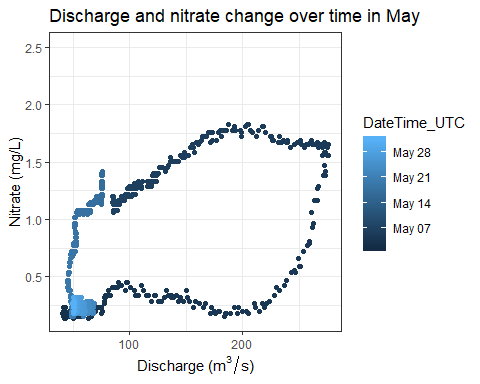 Discharge and nitrate change over time in May
2.5
2.0
1.5
1.0
0.5
Nitrate (mg/L)
100
200
Discharge (m³/s)
DateTime_UTC
May 28
May 21
May 14
May 07